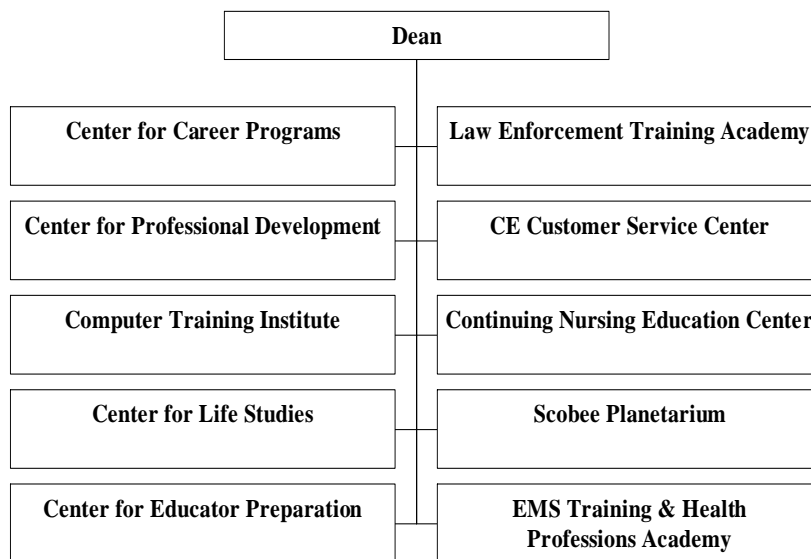 Dean
Center for Career Programs
Law Enforcement Training Academy
Center for Professional Development
CE Customer Service Center
Computer Training Institute
Continuing Nursing Education Center
Center for Life Studies
Scobee Planetarium
Center for Educator Preparation
EMS Training & Health
Professions Academy